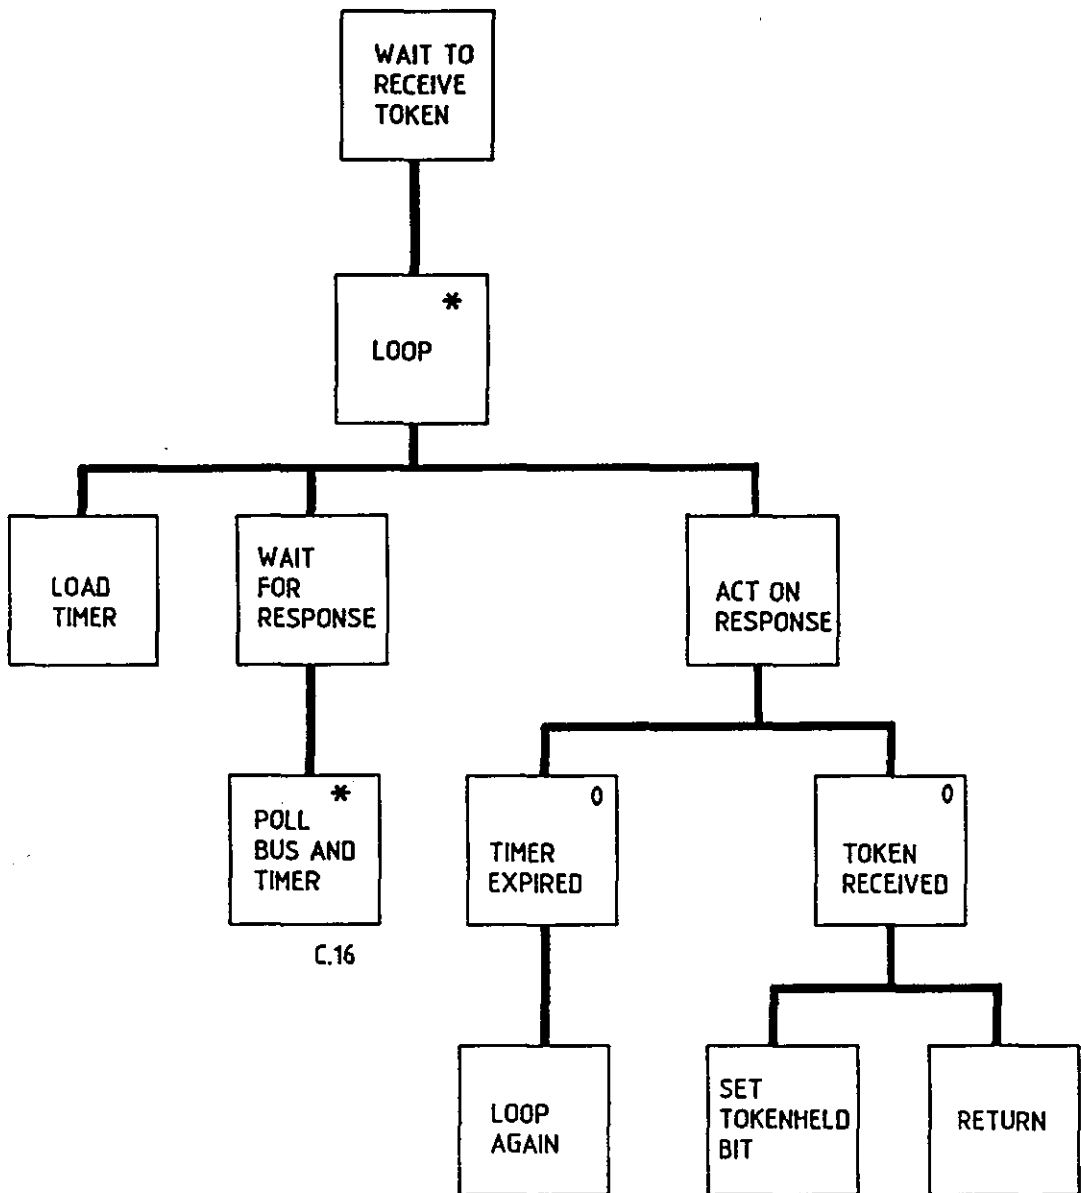 WAIT TO
RECEIVE
TOKEN
*
LOOP
LOAD
TIMER
WAIT
FOR
RESPONSE
ACT ON
RESPONSE
*
POLL
BUS AND
TIMER
C.16
0
TIMER
EXPIRED
0
TOKEN
RECEIVED
LOOP
AGAIN
SET
TOKENHELD
BIT
RETURN